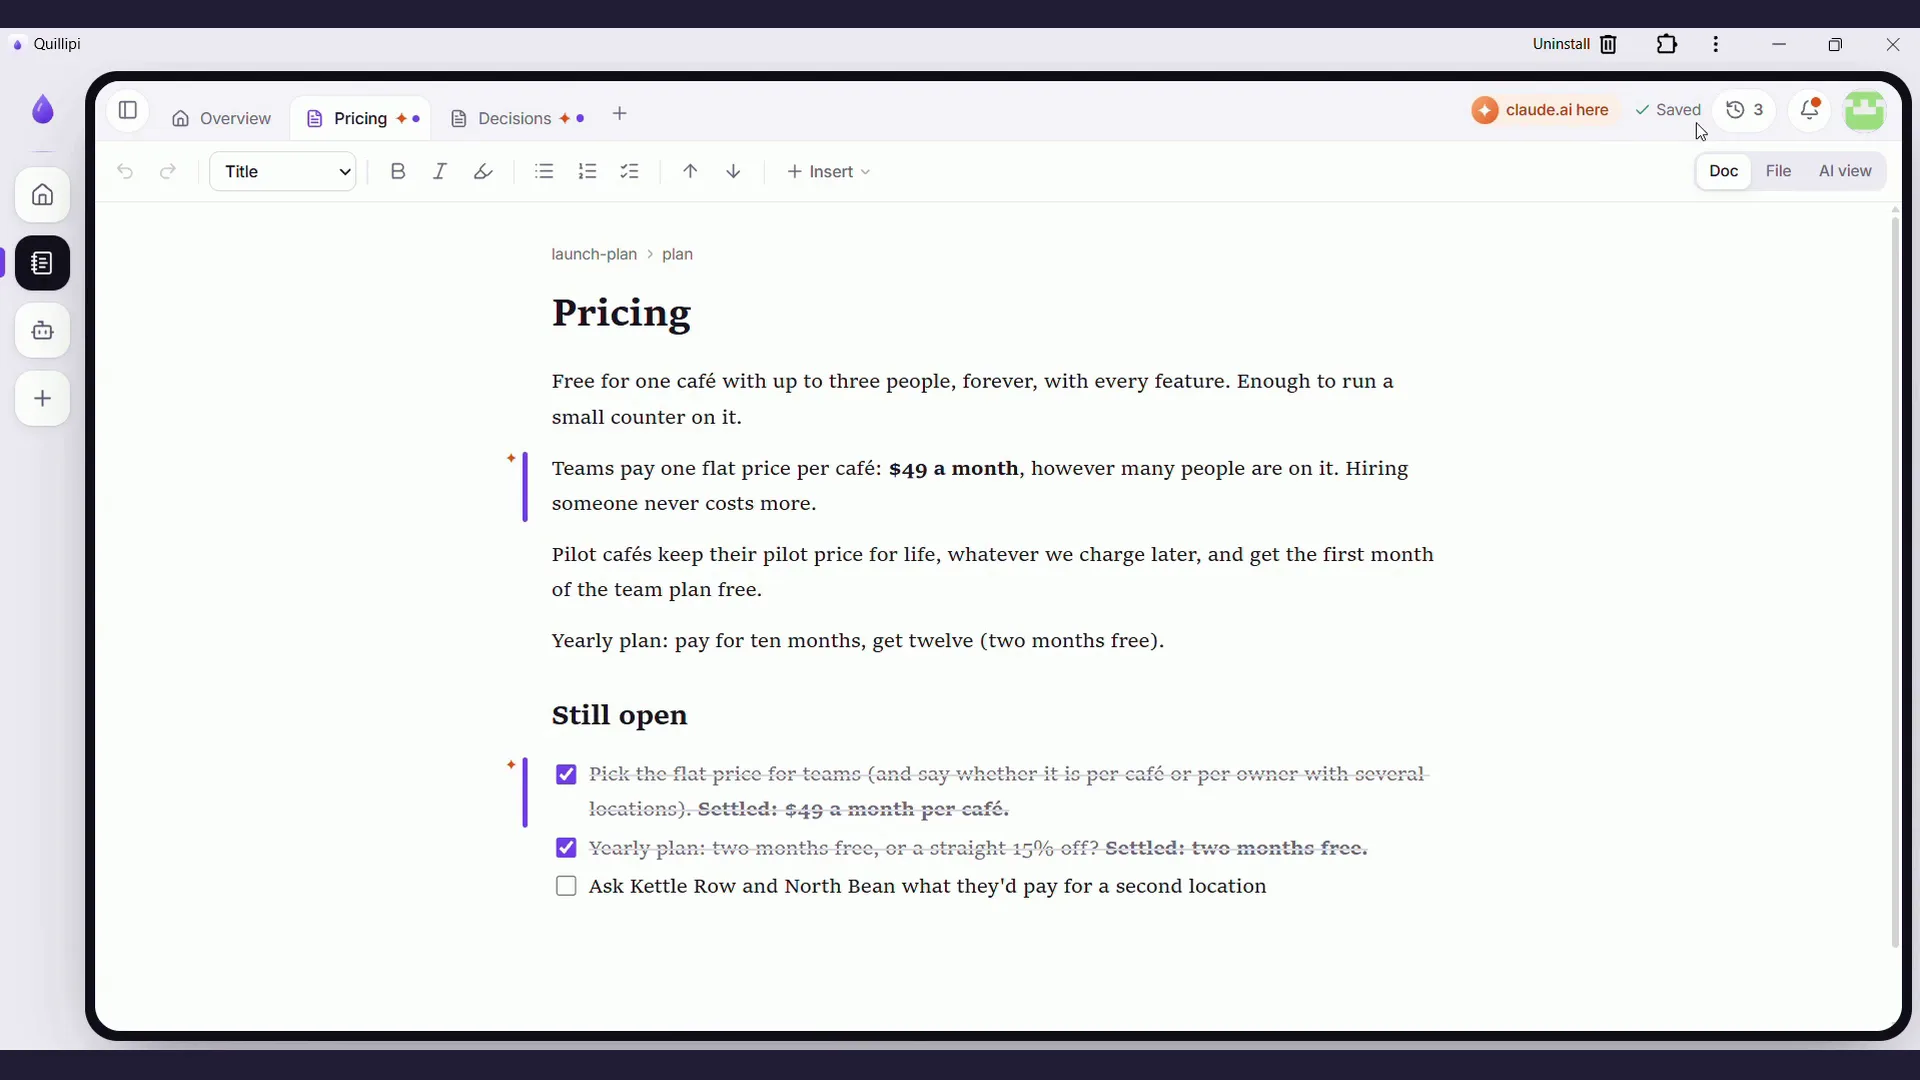 Quillipi
Uninstall
Overview
Pricing
Decisions
claude.ai here
Saved
3
Title
B
I
Insert
Doc
File
AI view
launch-plan > plan
Pricing
Free for one café with up to three people, forever, with every feature. Enough to run a
small counter on it.
Teams pay one flat price per café: $49 a month, however many people are on it. Hiring
someone never costs more.
Pilot cafés keep their pilot price for life, whatever we charge later, and get the first month
of the team plan free.
Yearly plan: pay for ten months, get twelve (two months free).
Still open
Pick the flat price for teams (and say whether it is per café or per owner with several
locations). Settled: $49 a month per café.
Yearly plan: two months free, or a straight 15% off? Settled: two months free.
Ask Kettle Row and North Bean what they'd pay for a second location